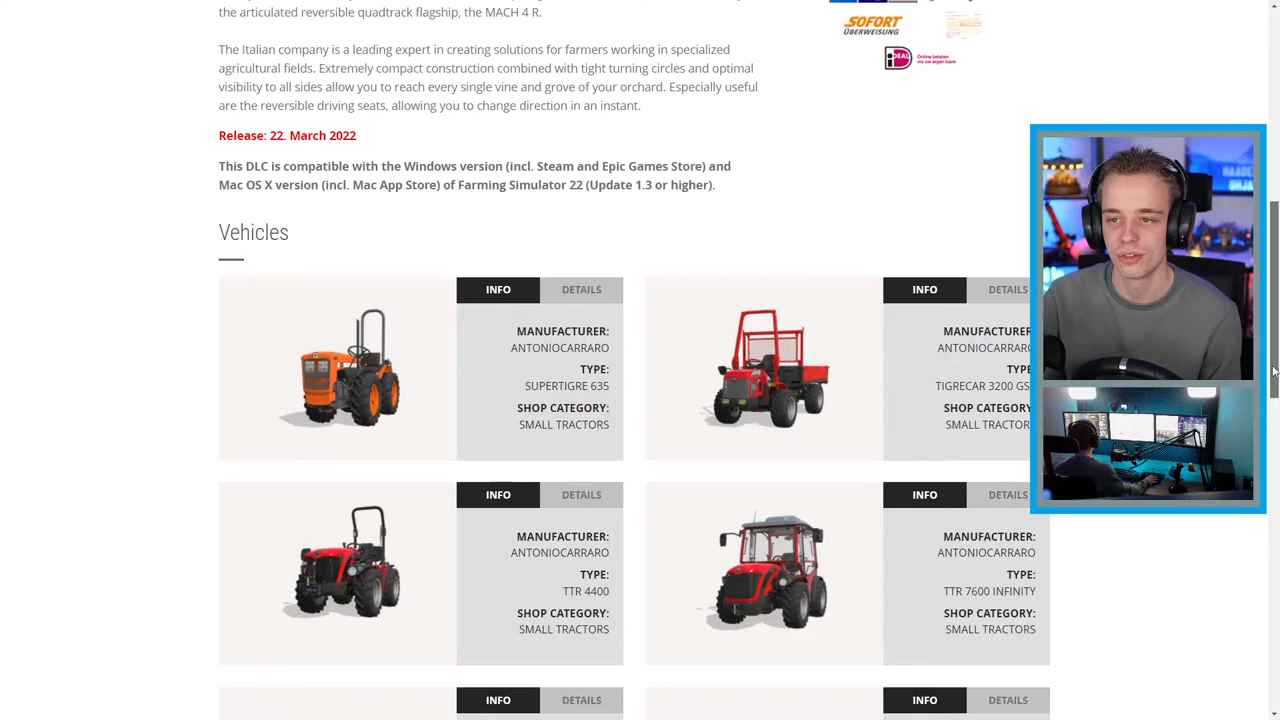 the articulated reversible quadtrack flagship, the MACH 4 R.
SOFORT
ÜBERWEISUNG
iDEAL
Online betalen
via uw eigen bank
The Italian company is a leading expert in creating solutions for farmers working in specialized
agricultural fields. Extremely compact construction combined with tight turning circles and optimal
visibility to all sides allow you to reach every single vine and grove of your orchard. Especially useful
are the reversible driving seats, allowing you to change direction in an instant.
Release: 22. March 2022
This DLC is compatible with the Windows version (incl. Steam and Epic Games Store) and
Mac OS X version (incl. Mac App Store) of Farming Simulator 22 (Update 1.3 or higher).
Vehicles
INFO
DETAILS
MANUFACTURER:
ANTONIOCARRARO
TYPE:
SUPERTIGRE 635
SHOP CATEGORY:
SMALL TRACTORS
INFO
DETAILS
MANUFACTURER:
ANTONIOCARRARO
TYPE:
TIGRECAR 3200 GS
SHOP CATEGORY:
SMALL TRACTORS
INFO
DETAILS
MANUFACTURER:
ANTONIOCARRARO
TYPE:
TTR 4400
SHOP CATEGORY:
SMALL TRACTORS
INFO
DETAILS
MANUFACTURER:
ANTONIOCARRARO
TYPE:
TTR 7600 INFINITY
SHOP CATEGORY:
SMALL TRACTORS
INFO
DETAILS
INFO
DETAILS